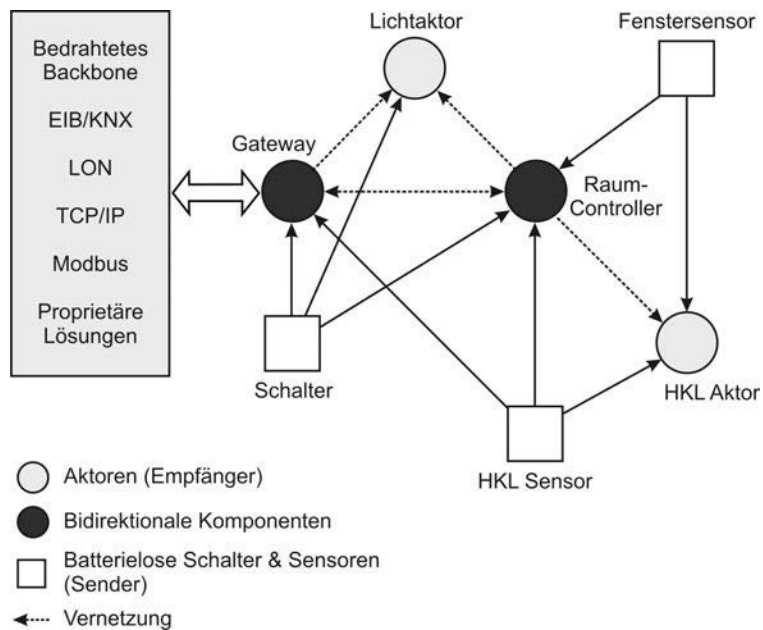 Bedrahtetes
Backbone
EIB/KNX
LON
TCP/IP
Modbus
Proprietäre
Lösungen
Lichtaktor
Fenstersensor
Gateway
Raum-
Controller
Schalter
HKL Aktor
HKL Sensor
Aktoren (Empfänger)
Bidirektionale Komponenten
Batterielose Schalter & Sensoren
(Sender)
Vernetzung